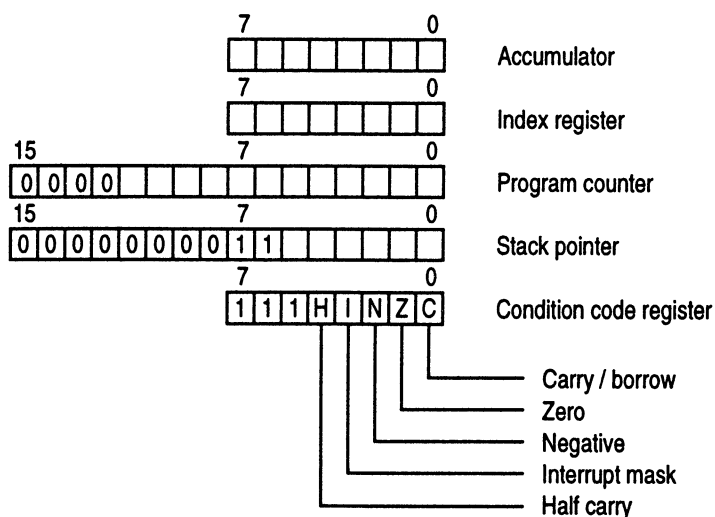 7 0
Accumulator
7 0
Index register
15 7 0
0 0 0 0 Program counter
15 7 0
0 0 0 0 0 0 0 0 1 1 Stack pointer
7 0
1 1 1 H I N Z C Condition code register
Carry / borrow
Zero
Negative
Interrupt mask
Half carry